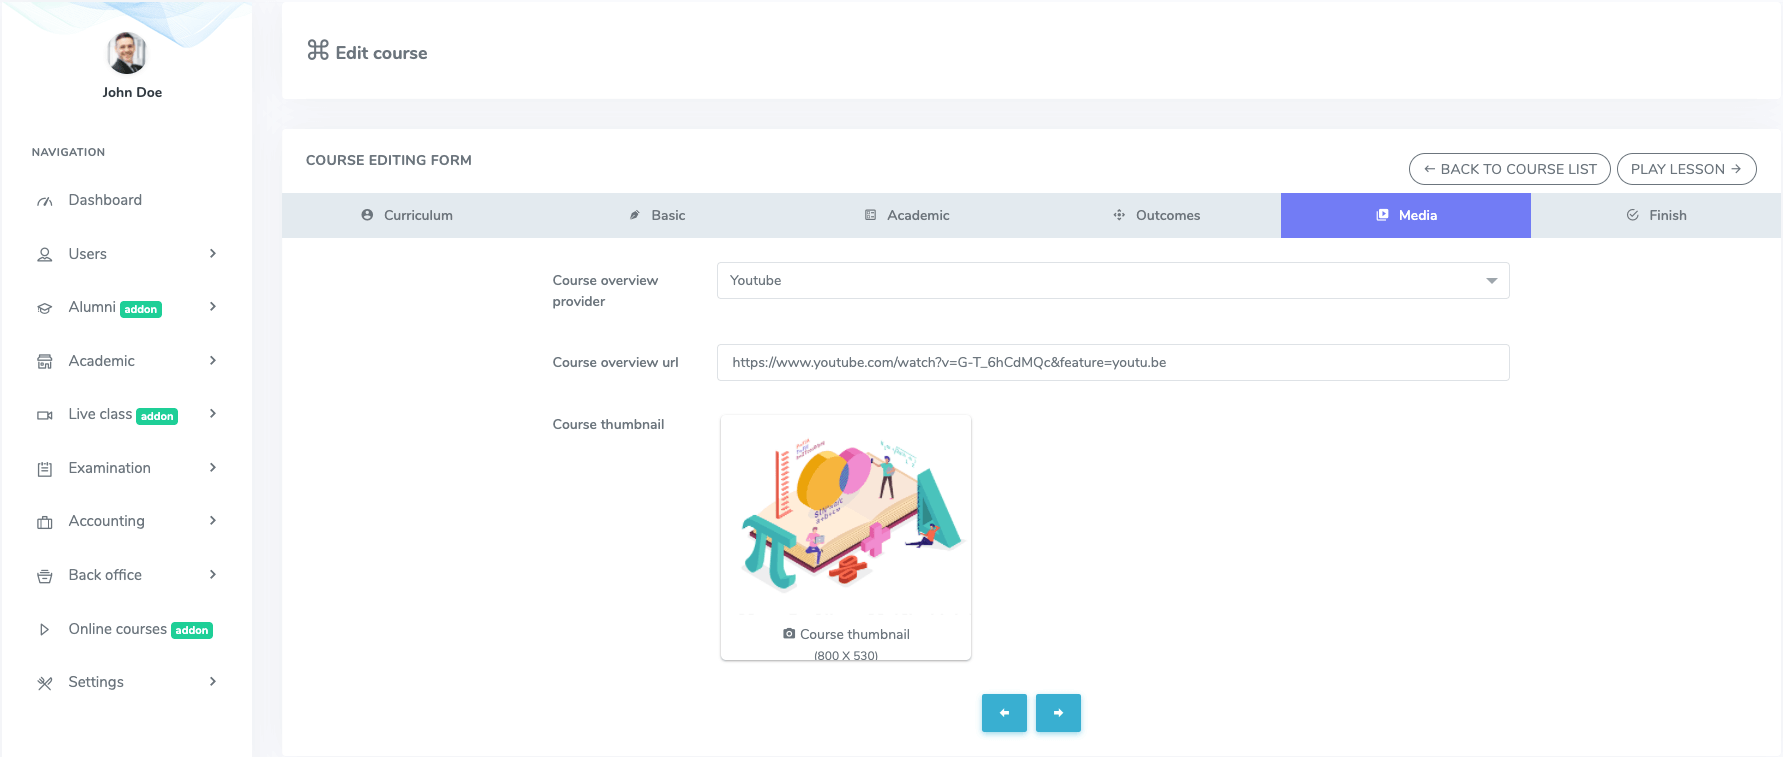 John Doe
NAVIGATION
Dashboard
Users
Alumni addon
Academic
Live class addon
Examination
Accounting
Back office
Online courses addon
Settings
Edit course
COURSE EDITING FORM
← BACK TO COURSE LIST
PLAY LESSON →
Curriculum
Basic
Academic
Outcomes
Media
Finish
Course overview
provider
Youtube
Course overview url
https://www.youtube.com/watch?v=G-T_6hCdMQc&feature=youtu.be
Course thumbnail
Course thumbnail
(800 X 530)